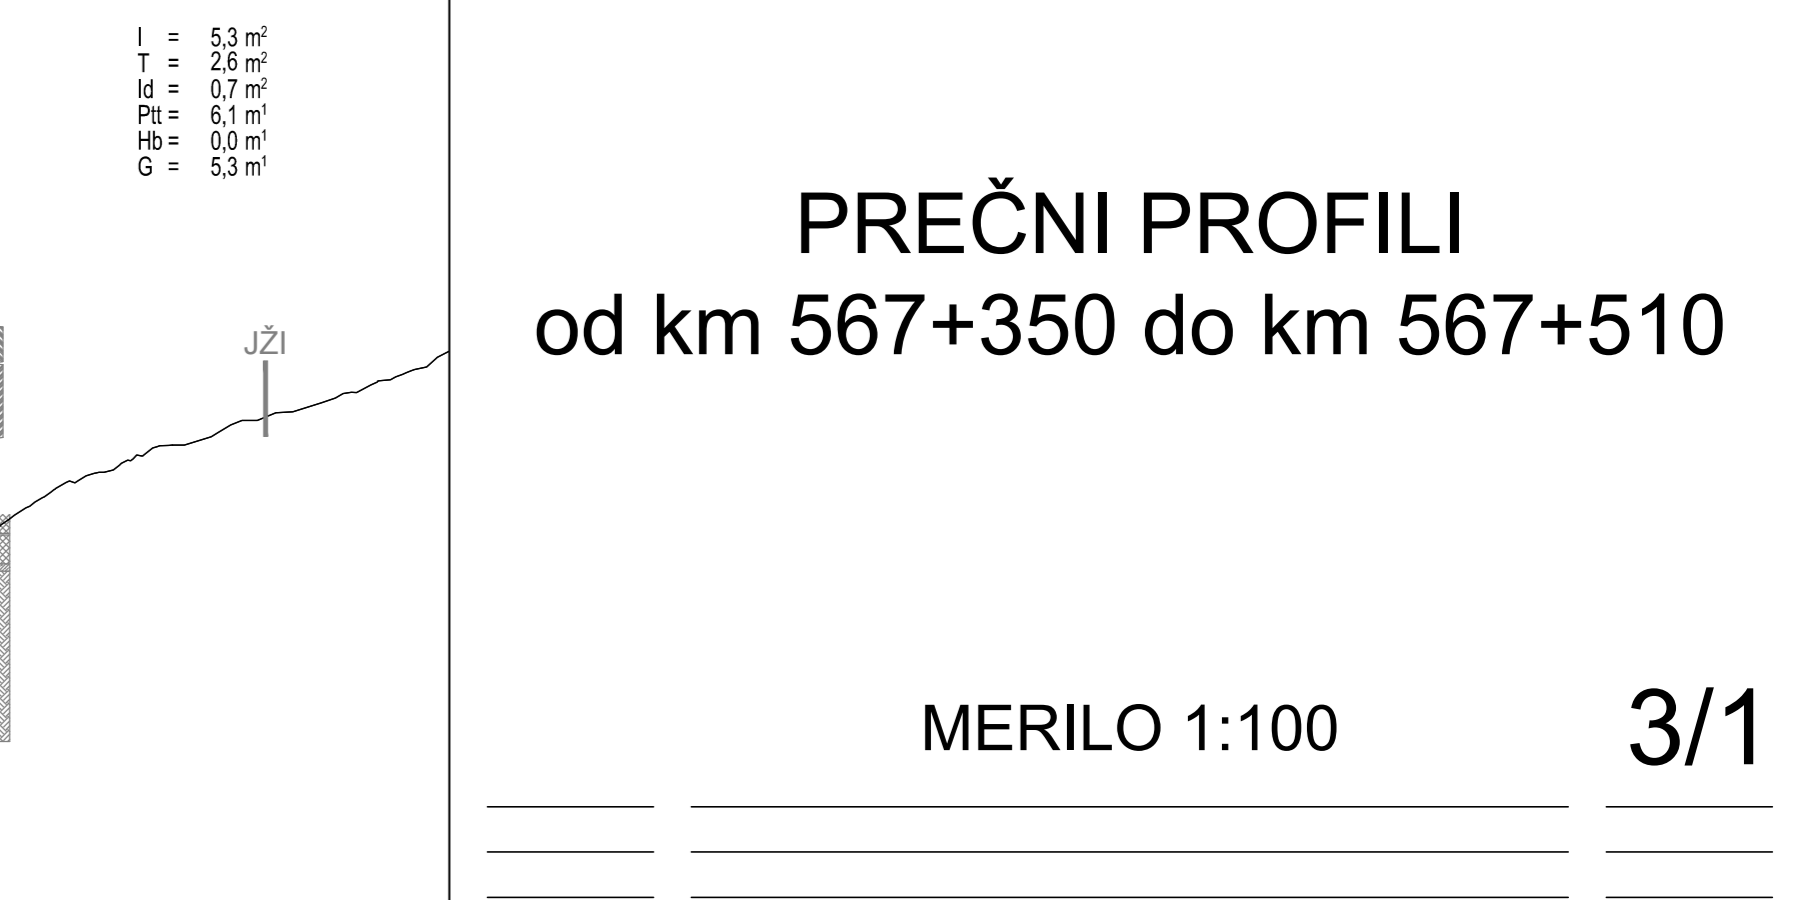 I = 5,3 m²
T = 2,6 m²
Id = 0,7 m²
Ptt = 6,1 m¹
Hb = 0,0 m¹
G = 5,3 m¹
JŽI
PREČNI PROFILI
od km 567+350 do km 567+510
MERILO 1:100
3/1